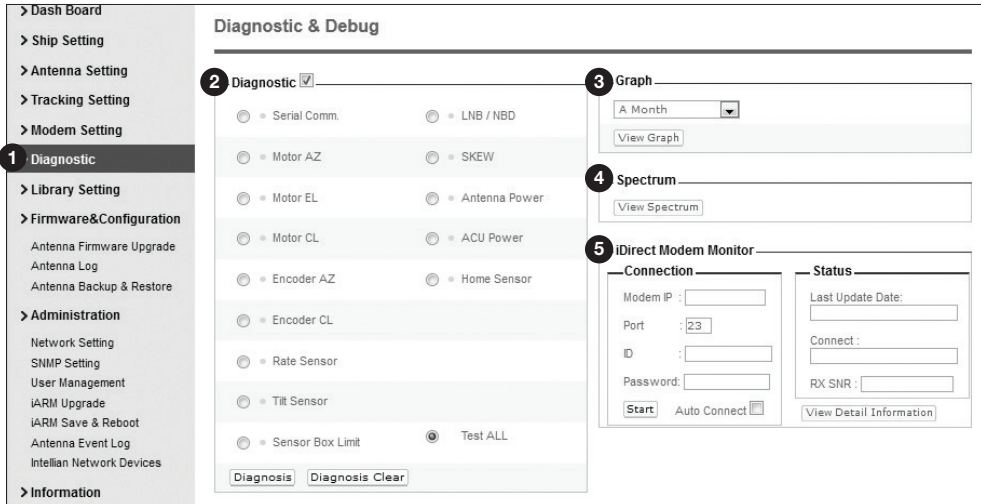 Dash Board
Ship Setting
Antenna Setting
Tracking Setting
Modem Setting
1 Diagnostic
Library Setting
Firmware&Configuration
Antenna Firmware Upgrade
Antenna Log
Antenna Backup & Restore
Administration
Network Setting
SNMP Setting
User Management
iARM Upgrade
iARM Save & Reboot
Antenna Event Log
Intellian Network Devices
Information
Diagnostic & Debug
2 Diagnostic
Serial Comm.
LNB / NBD
Motor AZ
SKEW
Motor EL
Antenna Power
Motor CL
ACU Power
Encoder AZ
Home Sensor
Encoder CL
Rate Sensor
Tilt Sensor
Sensor Box Limit
Test ALL
Diagnosis Diagnosis Clear
3 Graph
A Month
View Graph
4 Spectrum
View Spectrum
5 iDirect Modem Monitor
Connection
Modem IP :
Port : 23
ID :
Password:
Start Auto Connect
Status
Last Update Date:
Connect :
RX SNR :
View Detail Information